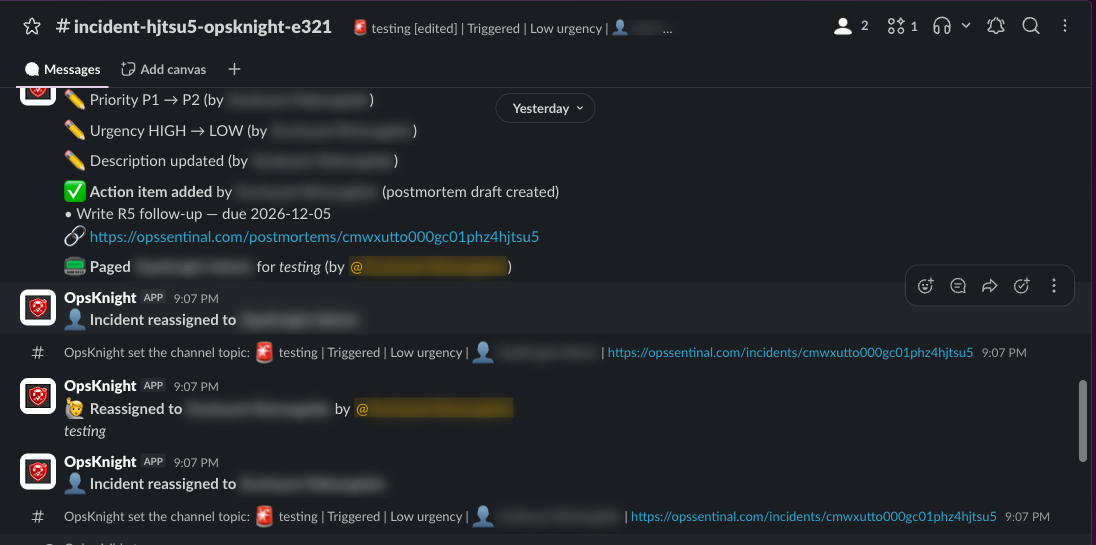 # incident-hjtsu5-opsknight-e321
testing [edited] | Triggered | Low urgency | ...
2
1
Messages
Add canvas
Yesterday
Priority P1 → P2 (by )
Urgency HIGH → LOW (by )
Description updated (by )
Action item added by (postmortem draft created)
• Write R5 follow-up — due 2026-12-05
https://opssentinal.com/postmortems/cmwxutto000gc01phz4hjtsu5
Paged for testing (by @ )
OpsKnight APP 9:07 PM
Incident reassigned to
# OpsKnight set the channel topic: testing | Triggered | Low urgency | | https://opssentinal.com/incidents/cmwxutto000gc01phz4hjtsu5 9:07 PM
OpsKnight APP 9:07 PM
Reassigned to by @
testing
OpsKnight APP 9:07 PM
Incident reassigned to
# OpsKnight set the channel topic: testing | Triggered | Low urgency | | https://opssentinal.com/incidents/cmwxutto000gc01phz4hjtsu5 9:07 PM